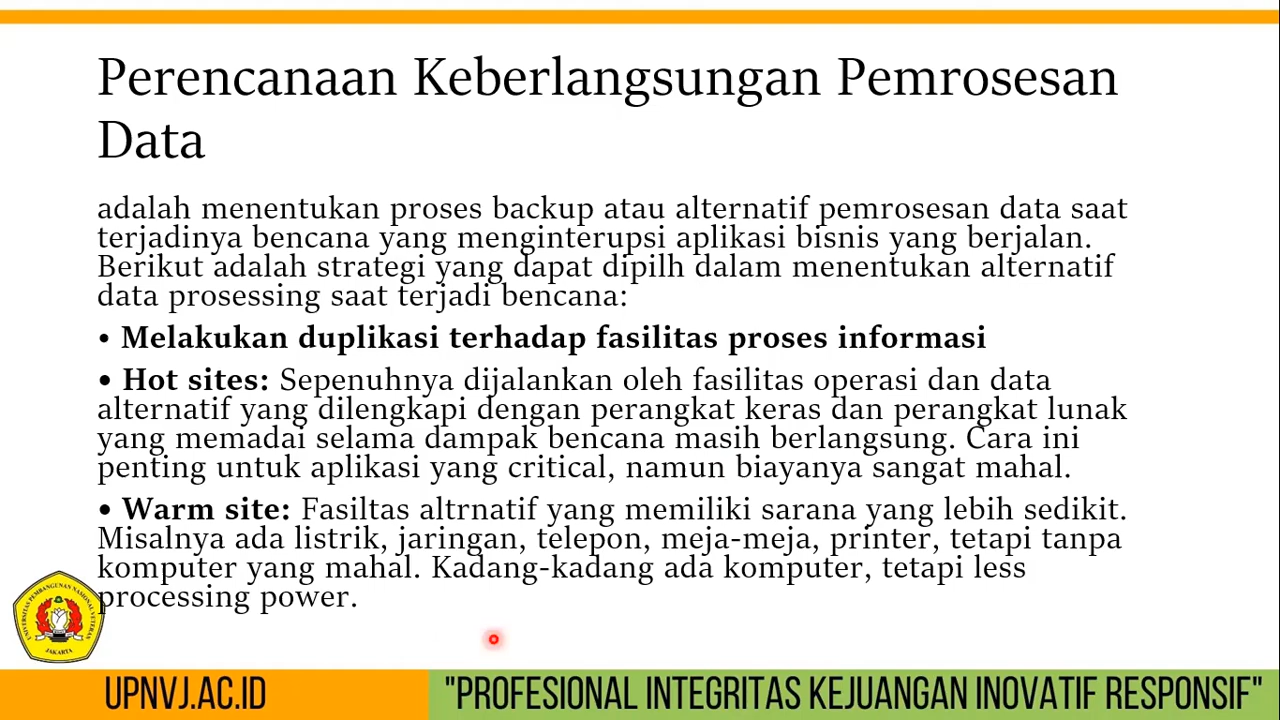 Perencanaan Keberlangsungan Pemrosesan
Data
adalah menentukan proses backup atau alternatif pemrosesan data saat
terjadinya bencana yang menginterupsi aplikasi bisnis yang berjalan.
Berikut adalah strategi yang dapat dipilh dalam menentukan alternatif
data prosessing saat terjadi bencana:
• Melakukan duplikasi terhadap fasilitas proses informasi
• Hot sites: Sepenuhnya dijalankan oleh fasilitas operasi dan data
alternatif yang dilengkapi dengan perangkat keras dan perangkat lunak
yang memadai selama dampak bencana masih berlangsung. Cara ini
penting untuk aplikasi yang critical, namun biayanya sangat mahal.
• Warm site: Fasiltas altrnatif yang memiliki sarana yang lebih sedikit.
Misalnya ada listrik, jaringan, telepon, meja-meja, printer, tetapi tanpa
komputer yang mahal. Kadang-kadang ada komputer, tetapi less
processing power.
UNIVERSITAS PEMBANGUNAN NASIONAL VETERAN
JAKARTA
UPNVJ.AC.ID
"PROFESIONAL INTEGRITAS KEJUANGAN INOVATIF RESPONSIF"